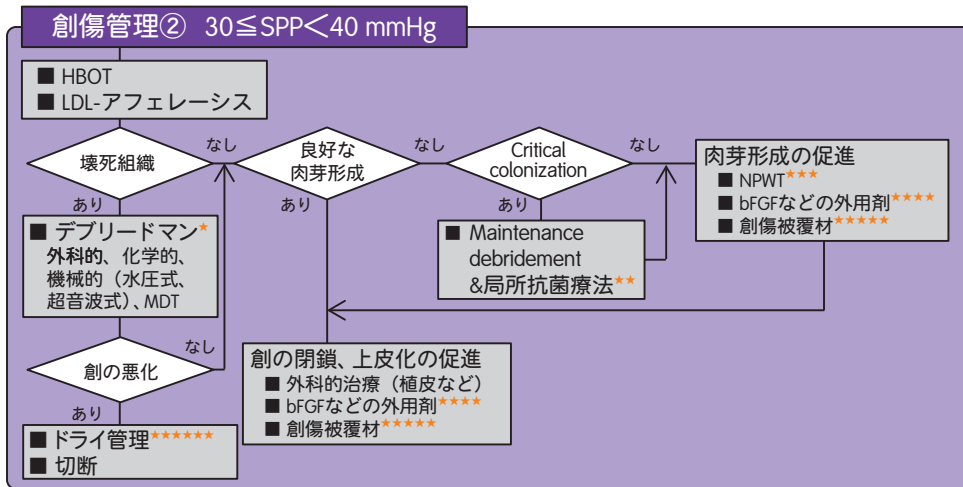 創傷管理② 30≦SPP＜40 mmHg
■ HBOT
■ LDL-アフェレーシス
壊死組織
なし
あり
■ デブリードマン★
外科的、化学的、
機械的（水圧式、
超音波式）、MDT
創の悪化
なし
あり
■ ドライ管理★★★★★★
■ 切断
良好な
肉芽形成
なし
あり
Critical
colonization
なし
あり
■ Maintenance
debridement
&局所抗菌療法★★
肉芽形成の促進
■ NPWT★★★
■ bFGFなどの外用剤★★★★
■ 創傷被覆材★★★★★
創の閉鎖、上皮化の促進
■ 外科的治療（植皮など）
■ bFGFなどの外用剤★★★★
■ 創傷被覆材★★★★★